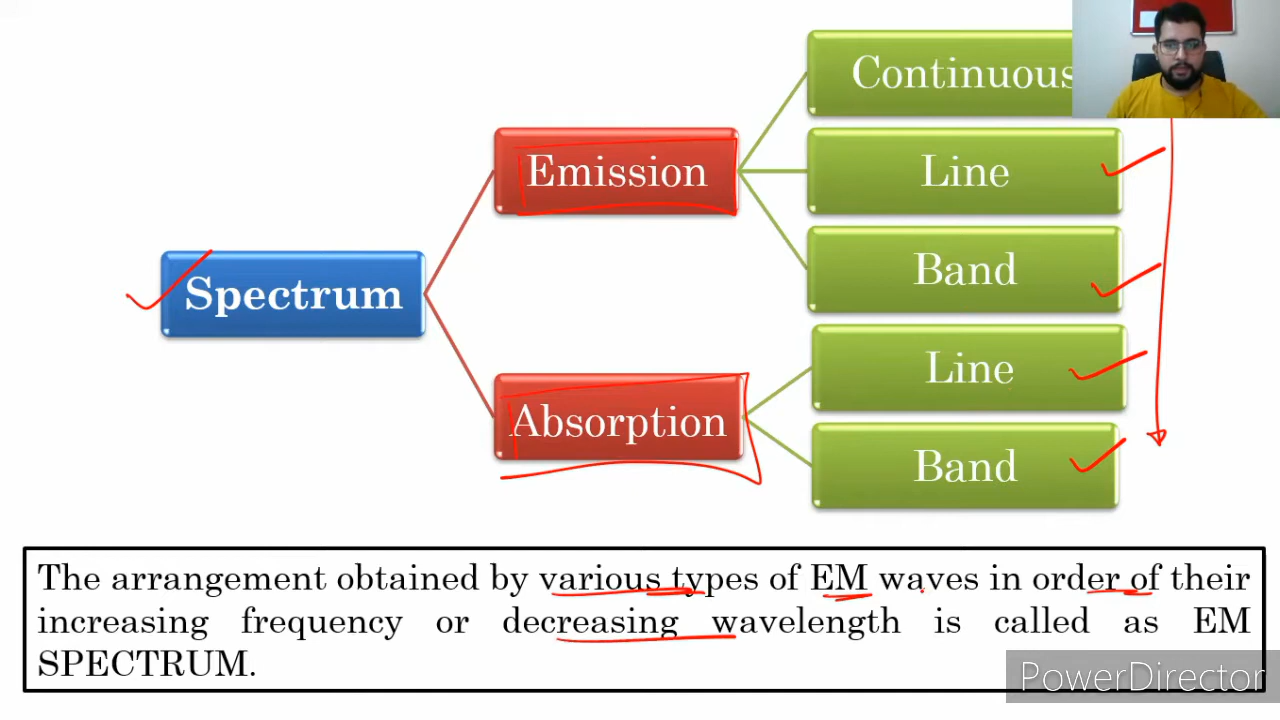 Continuous
Emission
Line
Band
Spectrum
Line
Absorption
Band
The arrangement obtained by various types of EM waves in order of their
increasing frequency or decreasing wavelength is called as EM
SPECTRUM.
PowerDirector